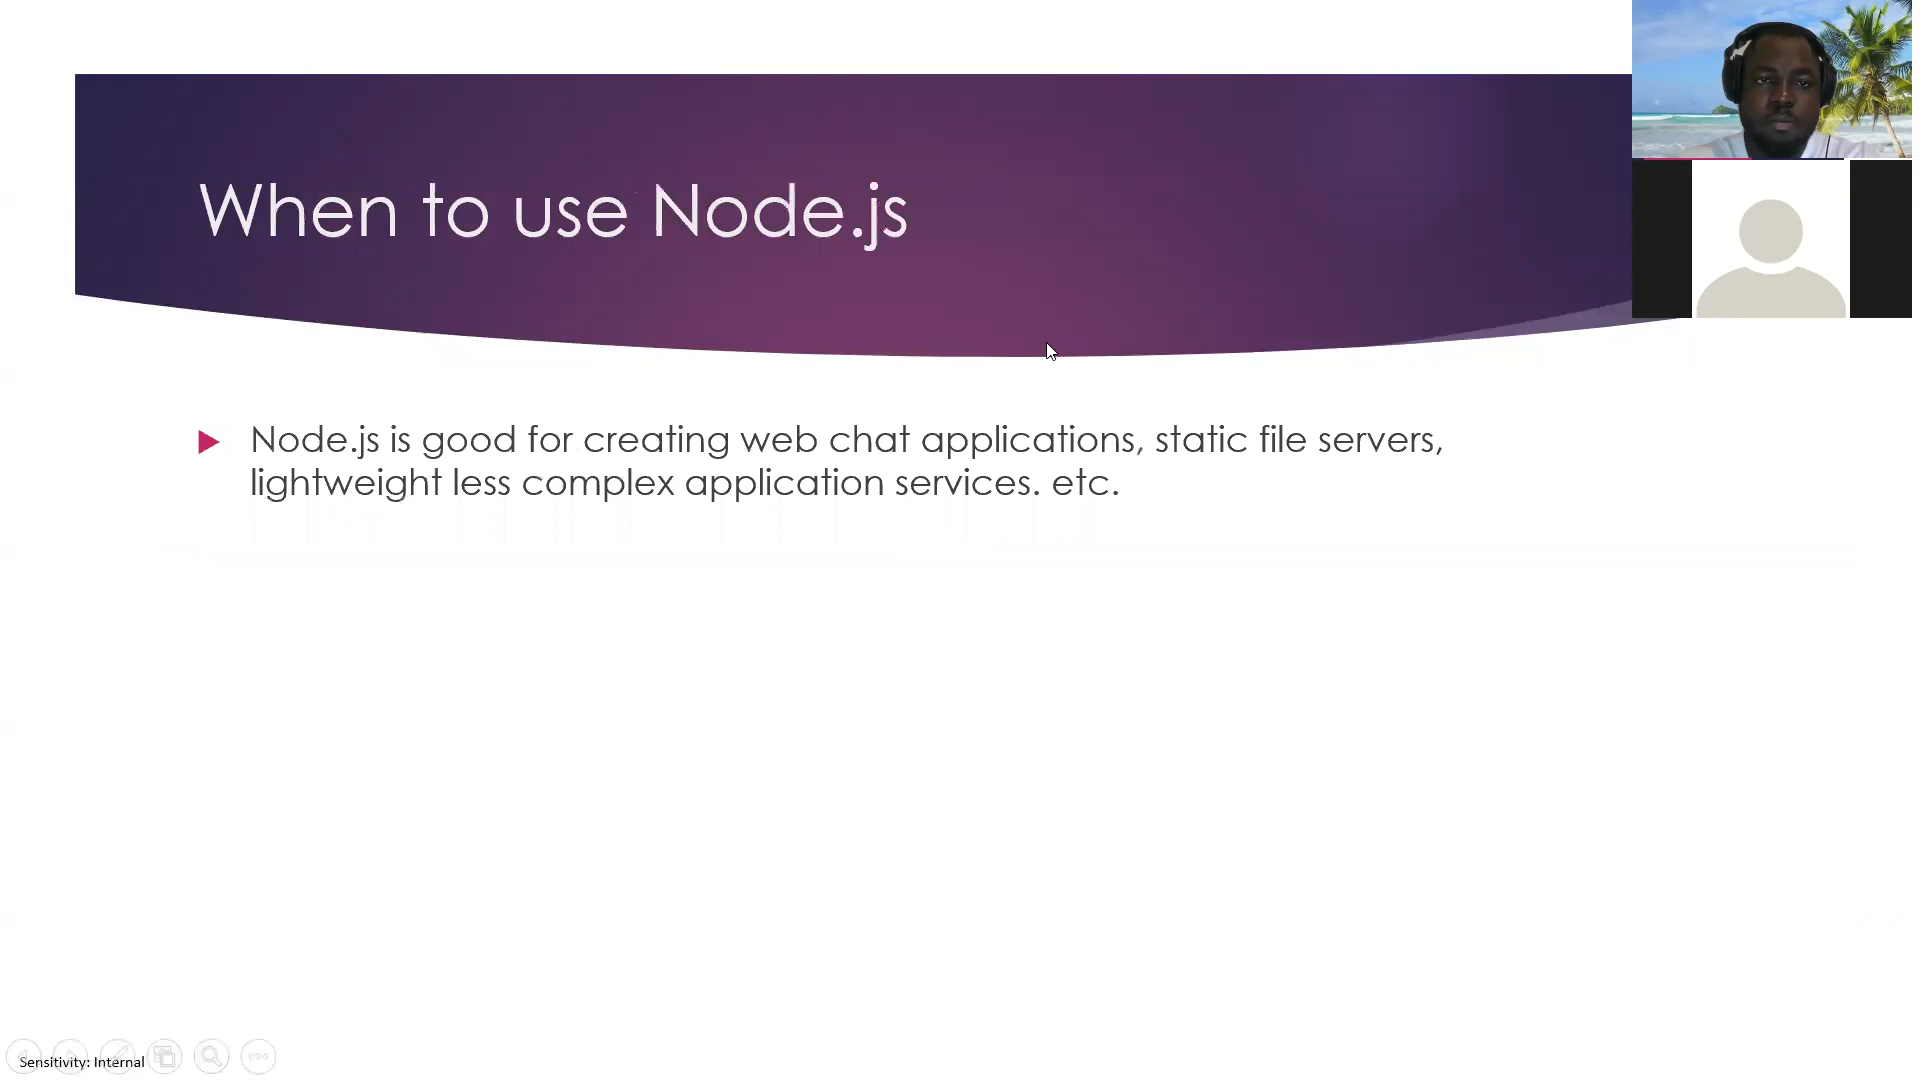 When to use Node.js
Node.js is good for creating web chat applications, static file servers,
lightweight less complex application services. etc.
Sensitivity: Internal